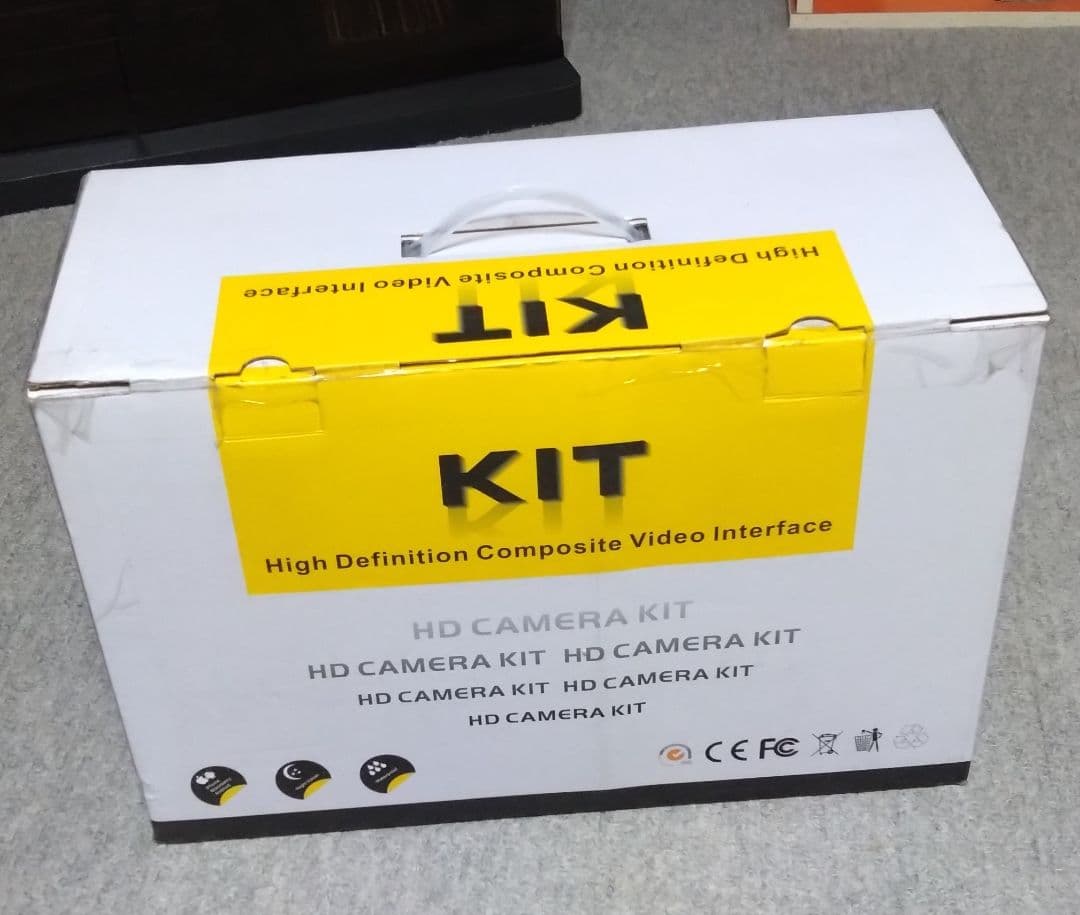 High Definition Composite Video Interface
KIT
KIT
High Definition Composite Video Interface
HD CAMERA KIT
HD CAMERA KIT HD CAMERA KIT
HD CAMERA KIT HD CAMERA KIT
HD CAMERA KIT
CE FC